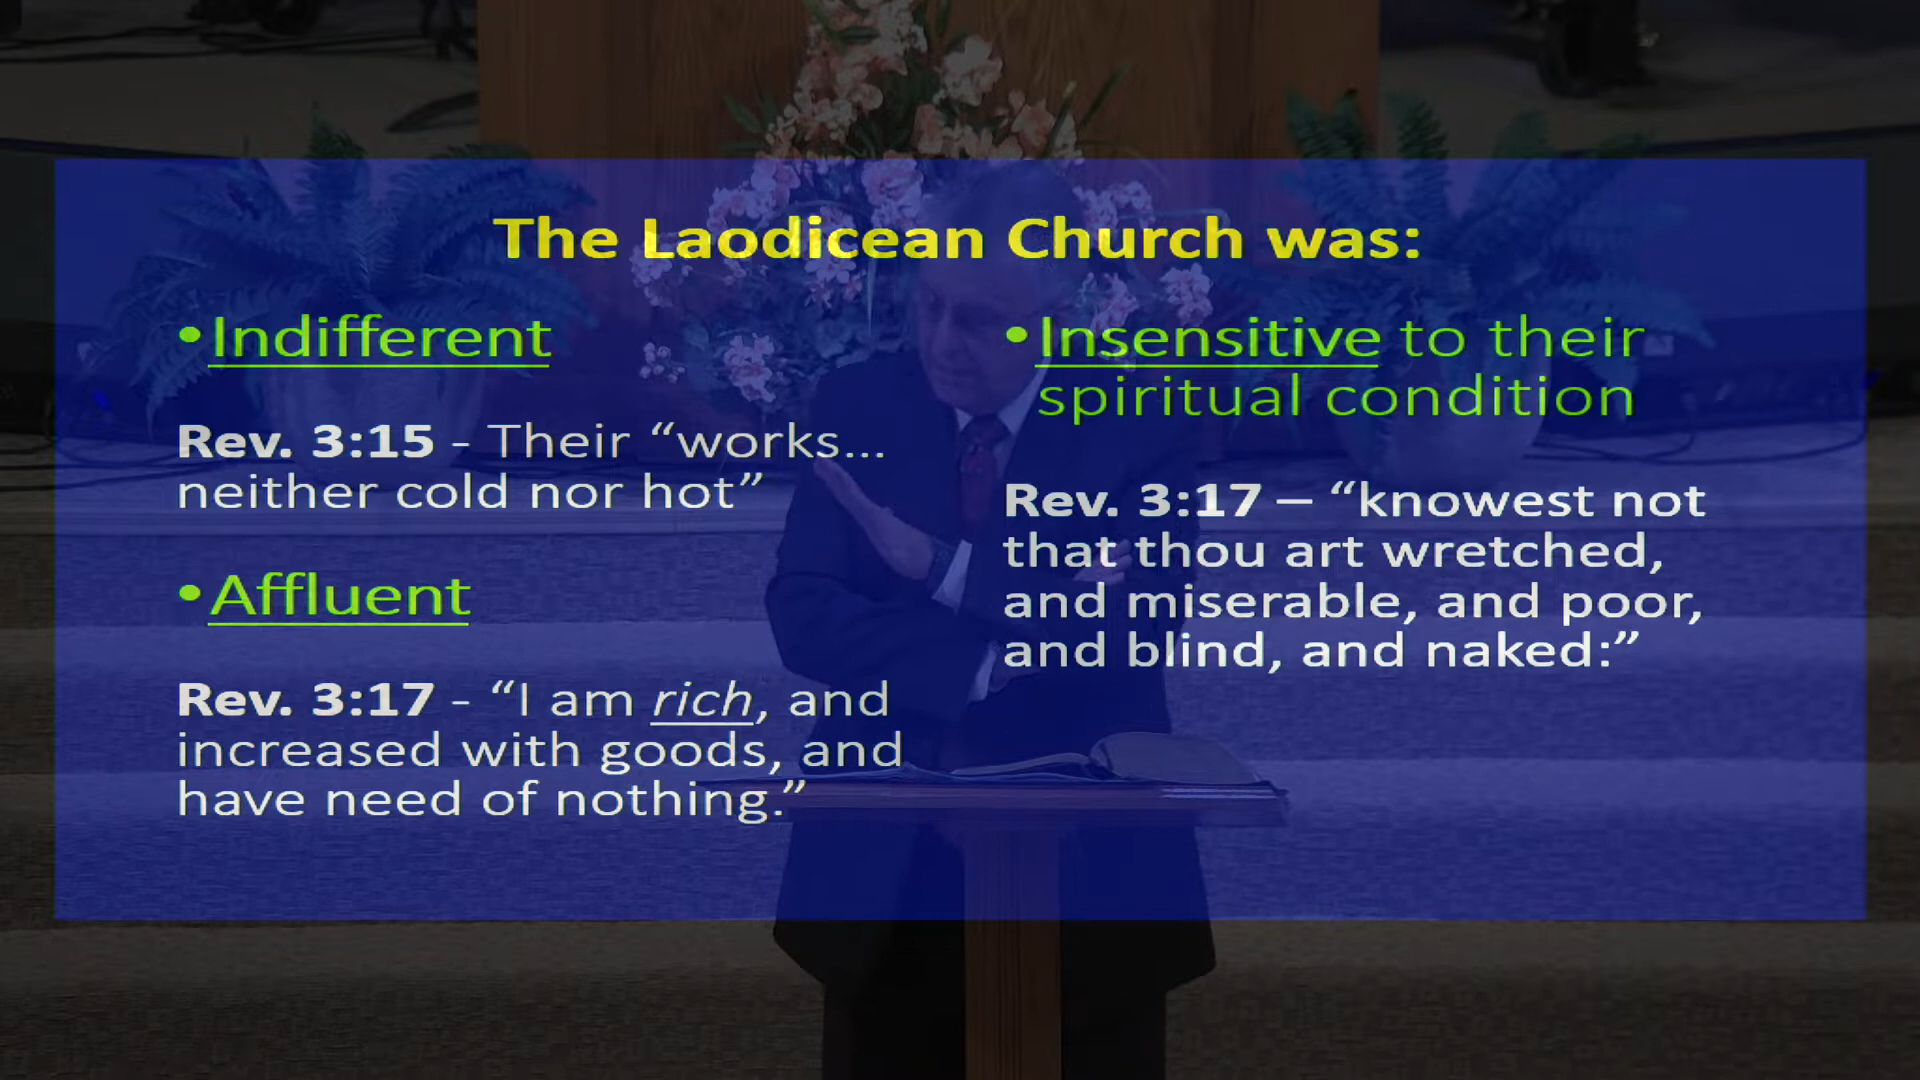 The Laodicean Church was:
•Indifferent
Rev. 3:15 - Their “works...
neither cold nor hot”
•Affluent
Rev. 3:17 - “I am rich, and
increased with goods, and
have need of nothing.”
•Insensitive to their
spiritual condition
Rev. 3:17 – “knowest not
that thou art wretched,
and miserable, and poor,
and blind, and naked:”